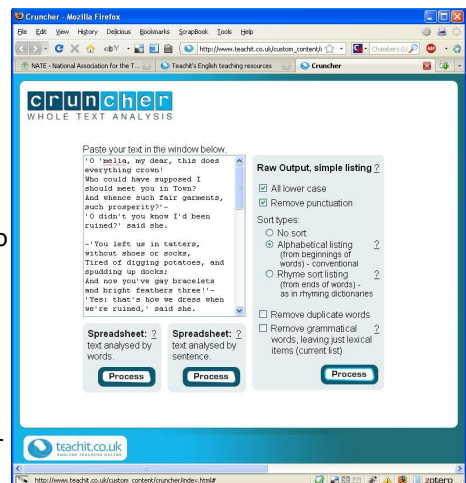 Cruncher - Mozilla Firefox
File Edit View History Delicious Bookmarks ScrapBook Tools Help
http://www.teachit.co.uk/custom_content/c
Chambers (U
NATE - National Association for the T...
Teachit's English teaching resources
Cruncher
cruncher
WHOLE TEXT ANALYSIS
Paste your text in the window below.
'O 'melia, my dear, this does
everything crown!
Who could have supposed I
should meet you in Town?
And whence such fair garments,
such prosperity?'-
'O didn't you know I'd been
ruined?' said she.
-'You left us in tatters,
without shoes or socks,
Tired of digging potatoes, and
spudding up docks;
And now you've gay bracelets
and bright feathers three!'-
'Yes: that's how we dress when
we're ruined,' said she.
Spreadsheet: ?
text analysed by
words.
Process
Spreadsheet: ?
text analysed by
sentence.
Process
Raw Output, simple listing ?
All lower case
Remove punctuation
Sort types:
No sort
Alphabetical listing ?
(from beginnings of
words) - conventional
Rhyme sort listing ?
(from ends of words) -
as in rhyming dictionaries
Remove duplicate words
Remove grammatical ?
words, leaving just lexical
items (current list)
Process
teachit.co.uk
ENGLISH TEACHING ONLINE
http://www.teachit.co.uk/custom_content/cruncher/index.html#
zotero